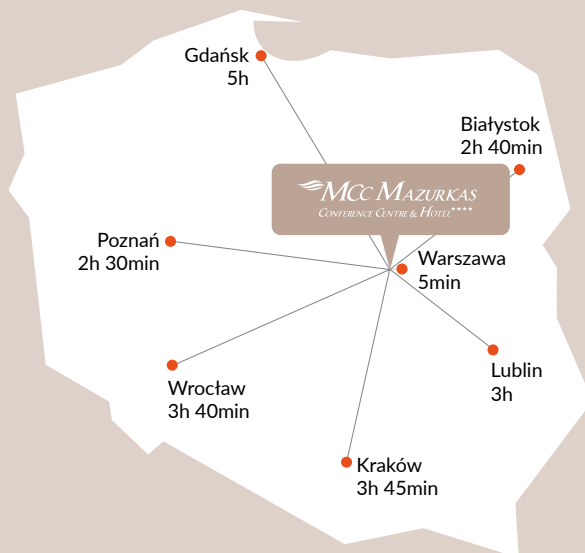 Gdańsk
5h
Białystok
2h 40min
MCC MAZURKAS
CONFERENCE CENTRE & HOTEL****
Poznań
2h 30min
Warszawa
5min
Lublin
3h
Wrocław
3h 40min
Kraków
3h 45min